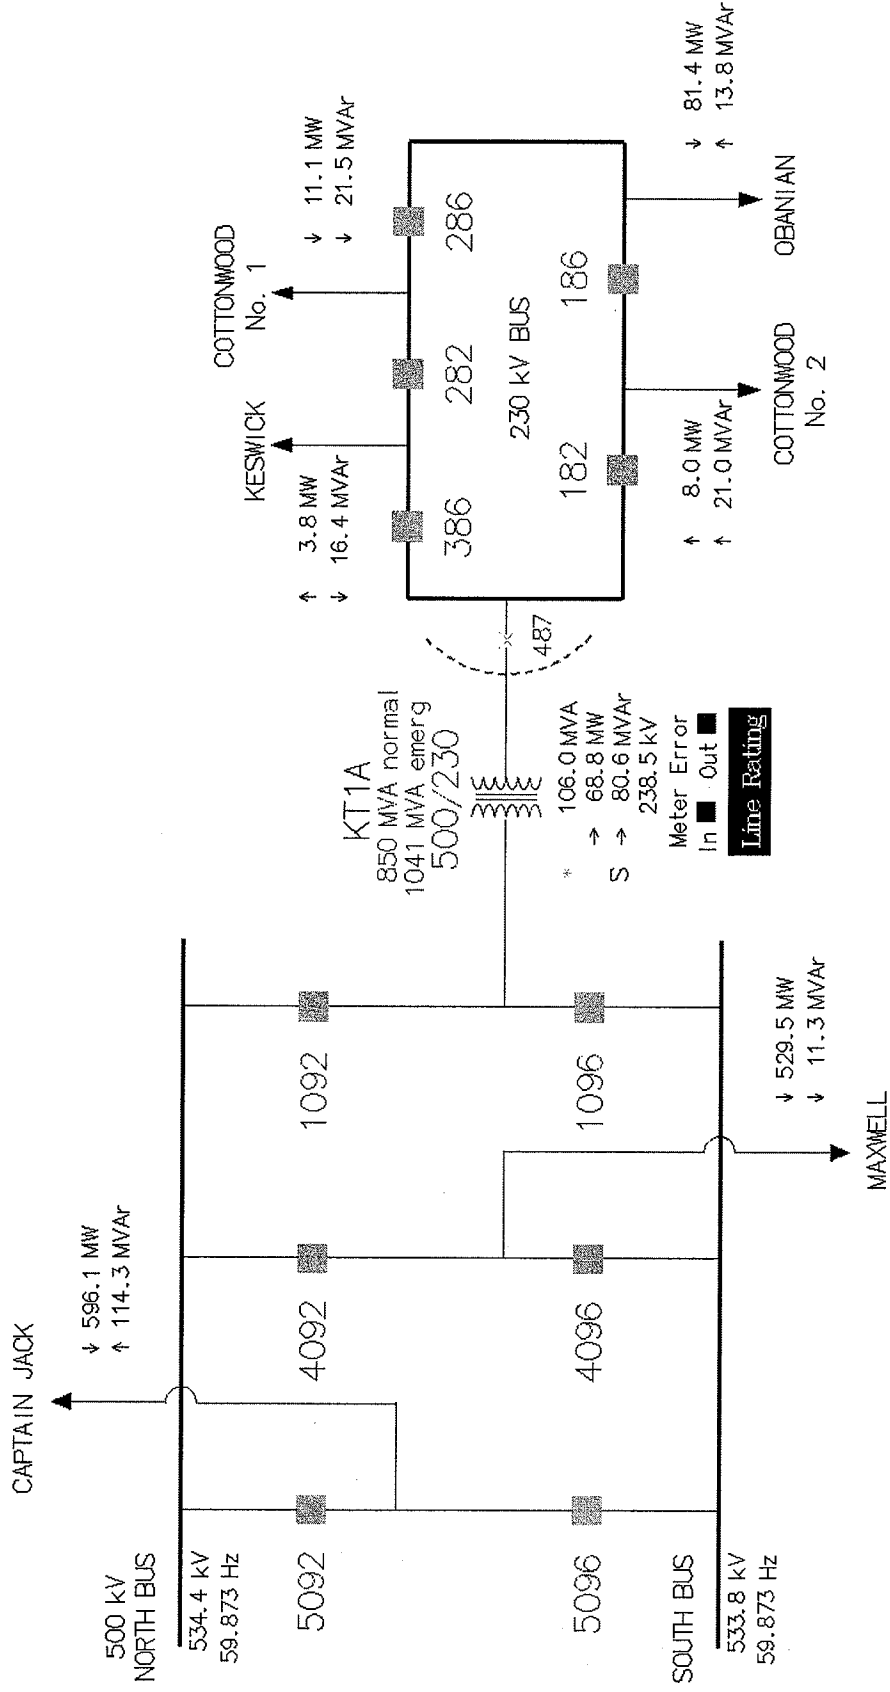 CAPTAIN JACK
↓ 596.1 MW
↑ 114.3 MVAr
500 kV
NORTH BUS
534.4 kV
59.873 Hz
5092
4092
1092
5096
4096
1096
SOUTH BUS
533.8 kV
59.873 Hz
↓ 529.5 MW
↓ 11.3 MVAr
MAXWELL
KT1A
850 MVA normal
1041 MVA emerg
500/230
* 106.0 MVA
→ 68.8 MW
S → 80.6 MVAr
238.5 kV
Meter Error
In Out
Line Rating
487
KESWICK
↑ 3.8 MW
↓ 16.4 MVAr
COTTONWOOD
No. 1
↓ 11.1 MW
↓ 21.5 MVAr
386
282
286
230 kV BUS
182
186
↑ 8.0 MW
↑ 21.0 MVAr
COTTONWOOD
No. 2
↓ 81.4 MW
↑ 13.8 MVAr
OBANIAN